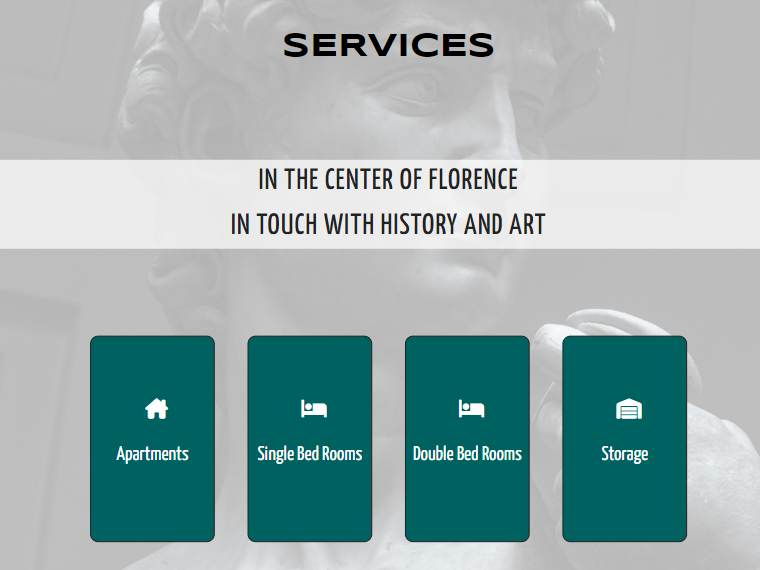 SERVICES
IN THE CENTER OF FLORENCE
IN TOUCH WITH HISTORY AND ART
Apartments
Single Bed Rooms
Double Bed Rooms
Storage